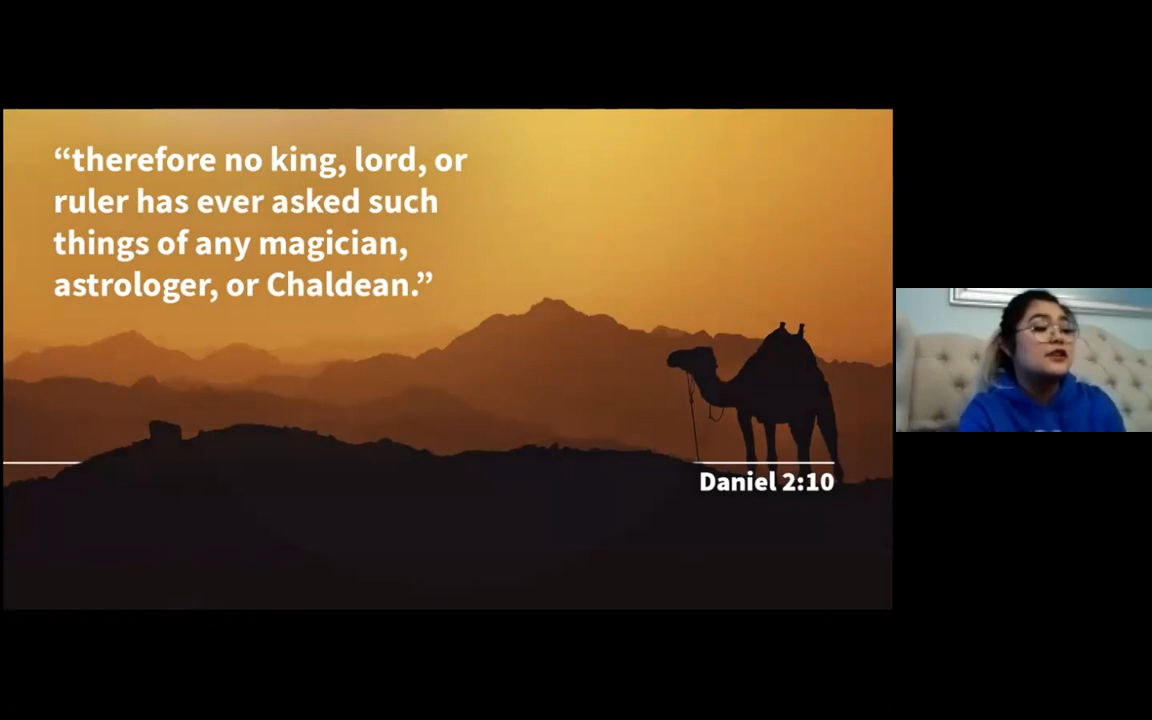 “therefore no king, lord, or
ruler has ever asked such
things of any magician,
astrologer, or Chaldean.”
Daniel 2:10